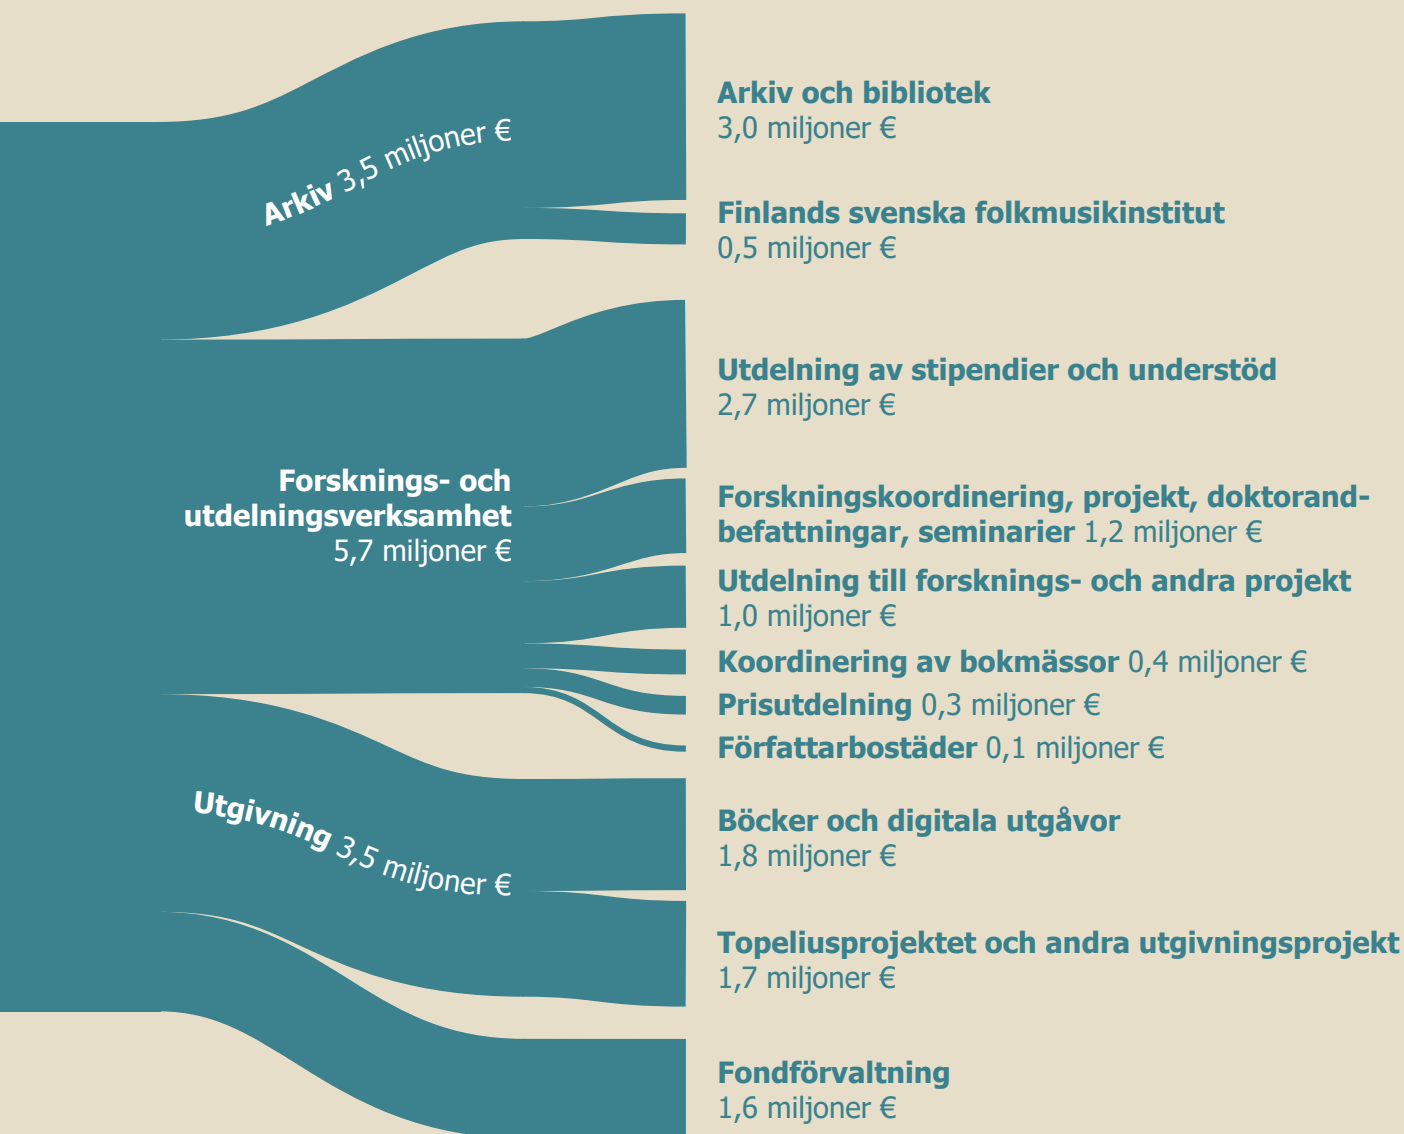 Arkiv 3,5 miljoner €
Arkiv och bibliotek
3,0 miljoner €
Finlands svenska folkmusikinstitut
0,5 miljoner €
Forsknings- och
utdelningsverksamhet
5,7 miljoner €
Utdelning av stipendier och understöd
2,7 miljoner €
Forskningskoordinering, projekt, doktorand-
befattningar, seminarier 1,2 miljoner €
Utdelning till forsknings- och andra projekt
1,0 miljoner €
Koordinering av bokmässor 0,4 miljoner €
Prisutdelning 0,3 miljoner €
Författarbostäder 0,1 miljoner €
Utgivning 3,5 miljoner €
Böcker och digitala utgåvor
1,8 miljoner €
Topeliusprojektet och andra utgivningsprojekt
1,7 miljoner €
Fondförvaltning
1,6 miljoner €